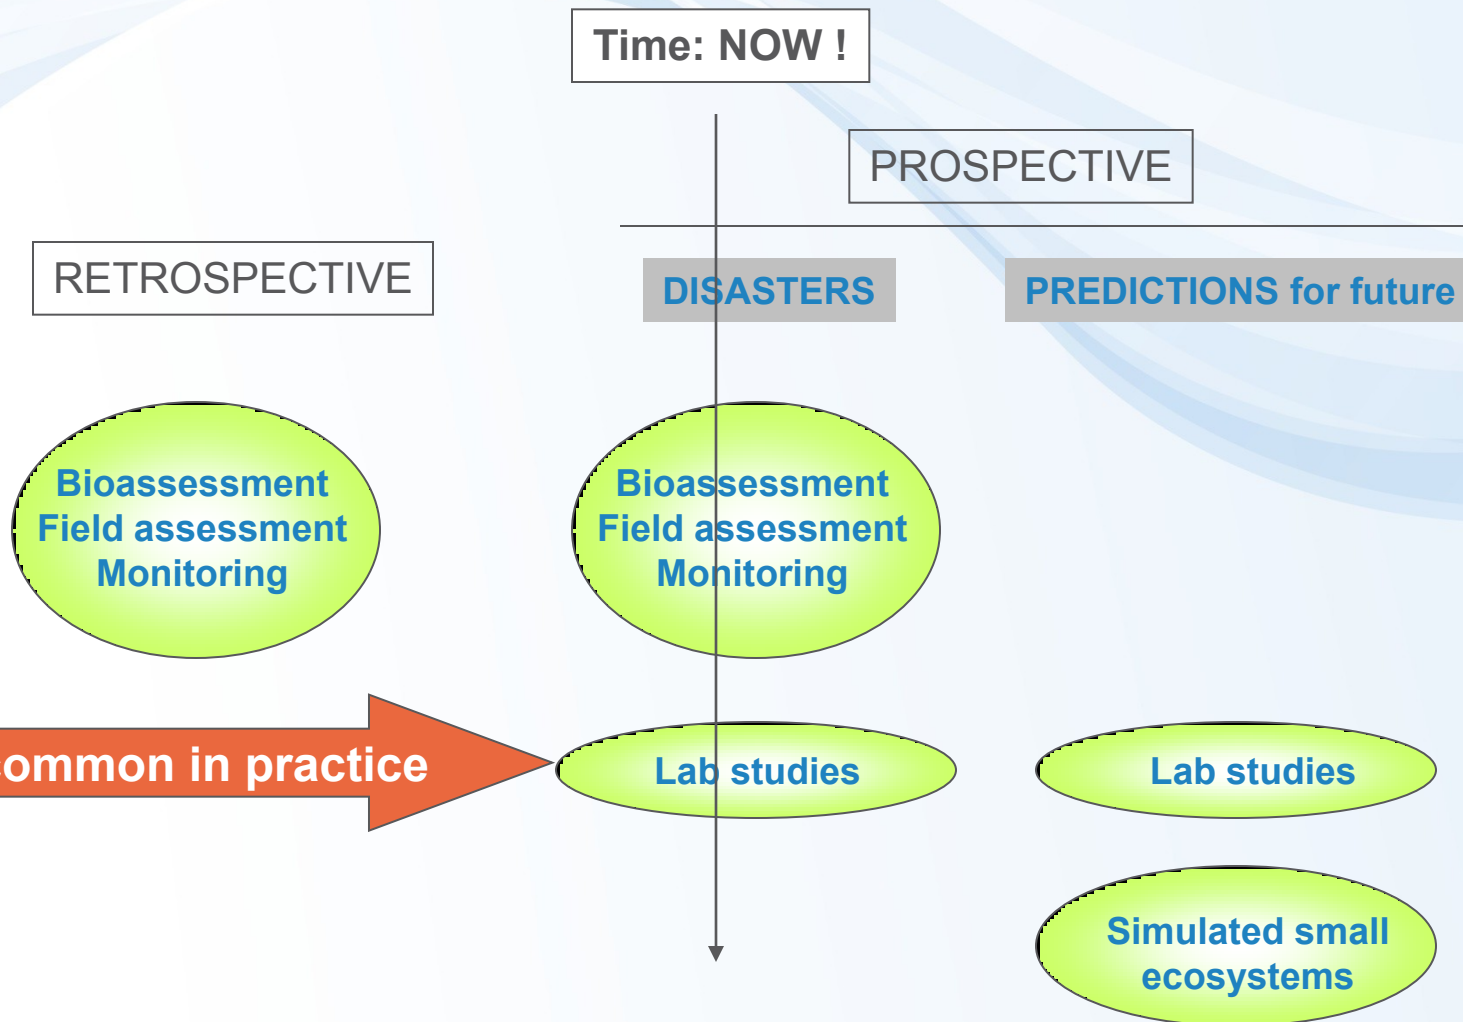 Time: NOW !
PROSPECTIVE
RETROSPECTIVE
DISASTERS
PREDICTIONS for future
Bioassessment
Field assessment
Monitoring
Bioassessment
Field assessment
Monitoring
common in practice
Lab studies
Lab studies
Simulated small
ecosystems